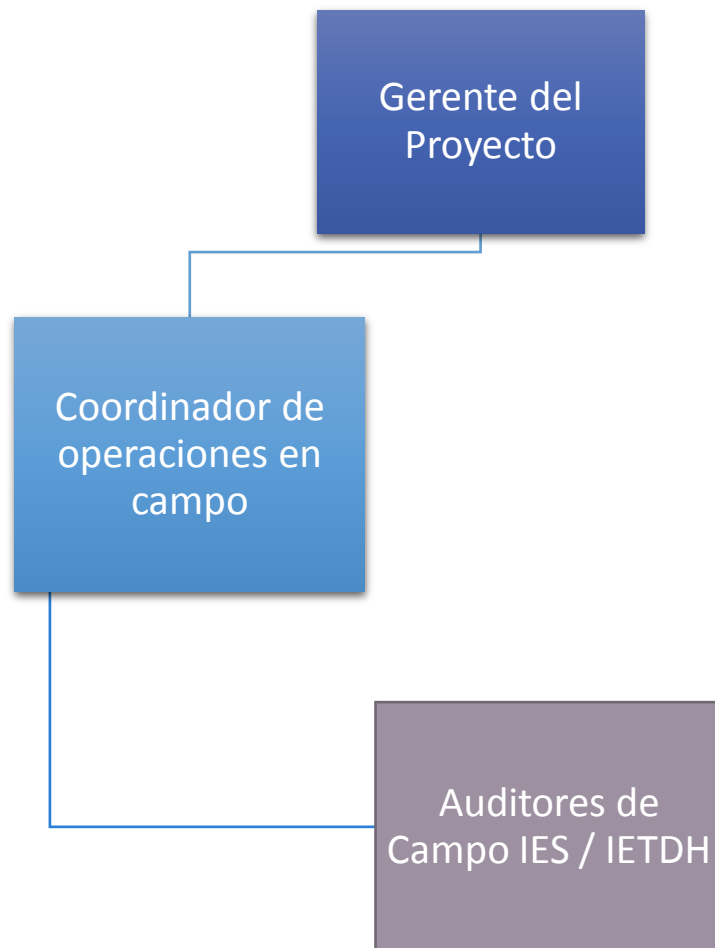 Gerente del
Proyecto
Coordinador de
operaciones en
campo
Auditores de
Campo IES / IETDH